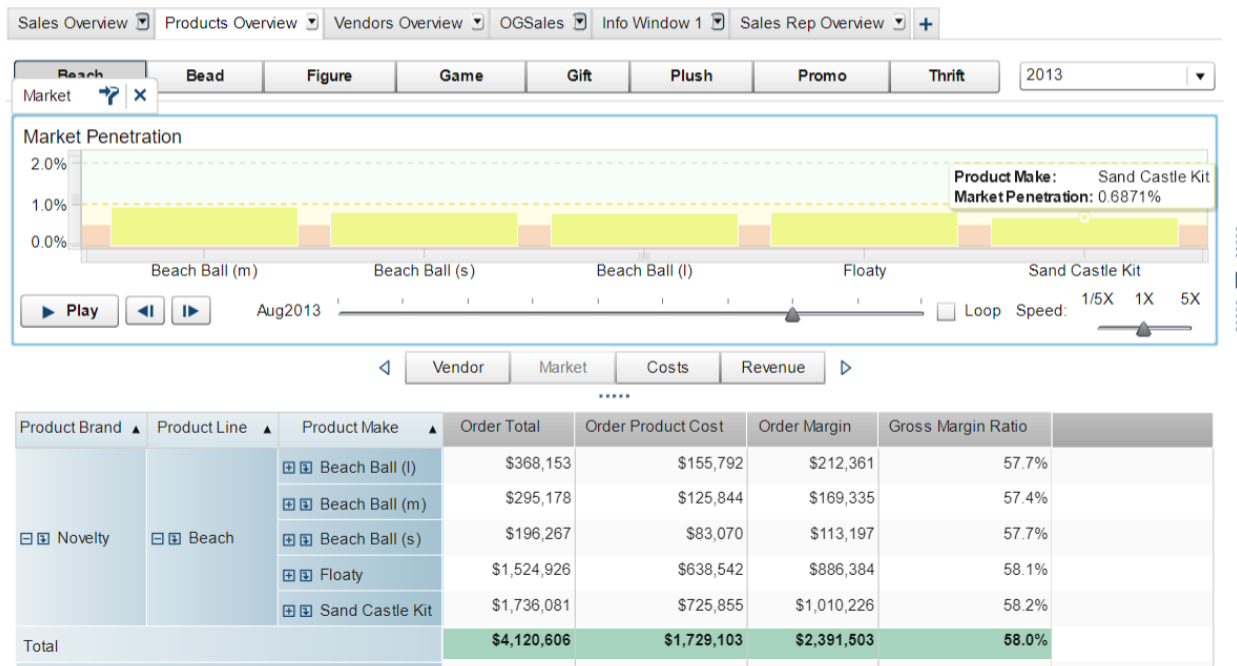 Sales Overview Products Overview Vendors Overview OGSales Info Window 1 Sales Rep Overview +
Beach Bead Figure Game Gift Plush Promo Thrift 2013
Market
Market Penetration
2.0%
1.0%
0.0%
Product Make: Sand Castle Kit
Market Penetration: 0.6871%
Beach Ball (m) Beach Ball (s) Beach Ball (l) Floaty Sand Castle Kit
Play Aug2013 Loop Speed: 1/5X 1X 5X
Vendor Market Costs Revenue
Product Brand Product Line Product Make Order Total Order Product Cost Order Margin Gross Margin Ratio
Beach Ball (l) $368,153 $155,792 $212,361 57.7%
Beach Ball (m) $295,178 $125,844 $169,335 57.4%
Novelty Beach Beach Ball (s) $196,267 $83,070 $113,197 57.7%
Floaty $1,524,926 $638,542 $886,384 58.1%
Sand Castle Kit $1,736,081 $725,855 $1,010,226 58.2%
Total $4,120,606 $1,729,103 $2,391,503 58.0%